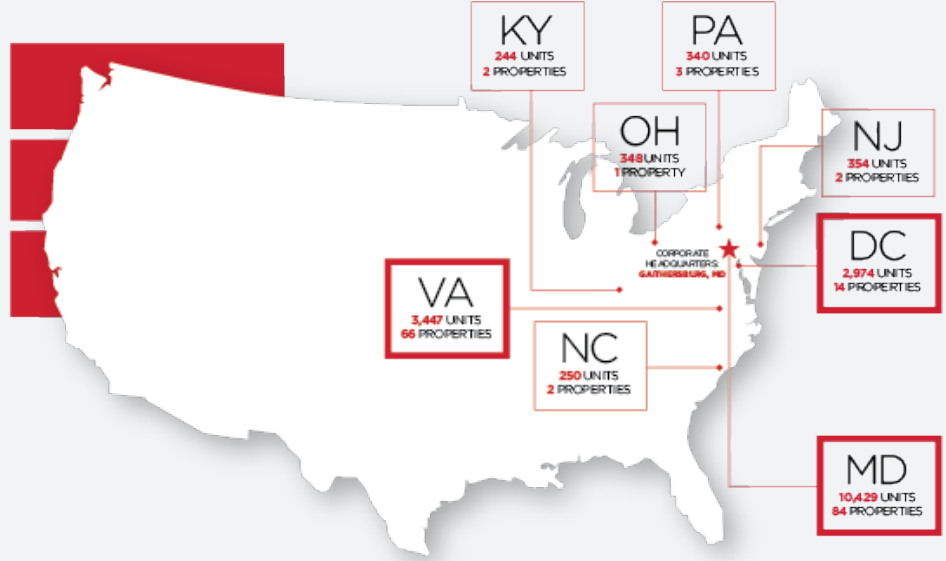 KY
244 UNITS
2 PROPERTIES
PA
340 UNITS
3 PROPERTIES
OH
348 UNITS
1 PROPERTY
NJ
354 UNITS
2 PROPERTIES
CORPORATE
HEADQUARTERS:
GAITHERSBURG, MD
DC
2,974 UNITS
14 PROPERTIES
VA
3,447 UNITS
66 PROPERTIES
NC
250 UNITS
2 PROPERTIES
MD
10,429 UNITS
84 PROPERTIES